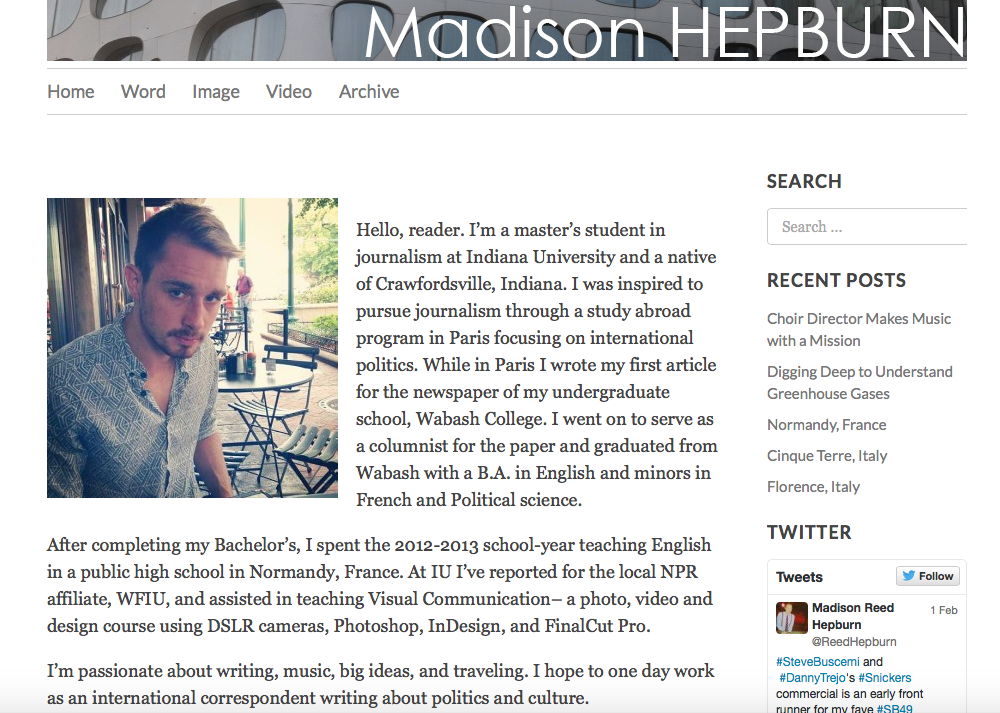 Madison HEPBURN
Home Word Image Video Archive
Hello, reader. I’m a master’s student in
journalism at Indiana University and a native
of Crawfordsville, Indiana. I was inspired to
pursue journalism through a study abroad
program in Paris focusing on international
politics. While in Paris I wrote my first article
for the newspaper of my undergraduate
school, Wabash College. I went on to serve as
a columnist for the paper and graduated from
Wabash with a B.A. in English and minors in
French and Political science.
After completing my Bachelor’s, I spent the 2012-2013 school-year teaching English
in a public high school in Normandy, France. At IU I’ve reported for the local NPR
affiliate, WFIU, and assisted in teaching Visual Communication– a photo, video and
design course using DSLR cameras, Photoshop, InDesign, and FinalCut Pro.
I’m passionate about writing, music, big ideas, and traveling. I hope to one day work
as an international correspondent writing about politics and culture.
SEARCH
Search ...
RECENT POSTS
Choir Director Makes Music
with a Mission
Digging Deep to Understand
Greenhouse Gases
Normandy, France
Cinque Terre, Italy
Florence, Italy
TWITTER
Tweets Follow
Madison Reed 1 Feb
Hepburn
@ReedHepburn
#SteveBuscemi and
#DannyTrejo's #Snickers
commercial is an early front
runner for my fave #SB49